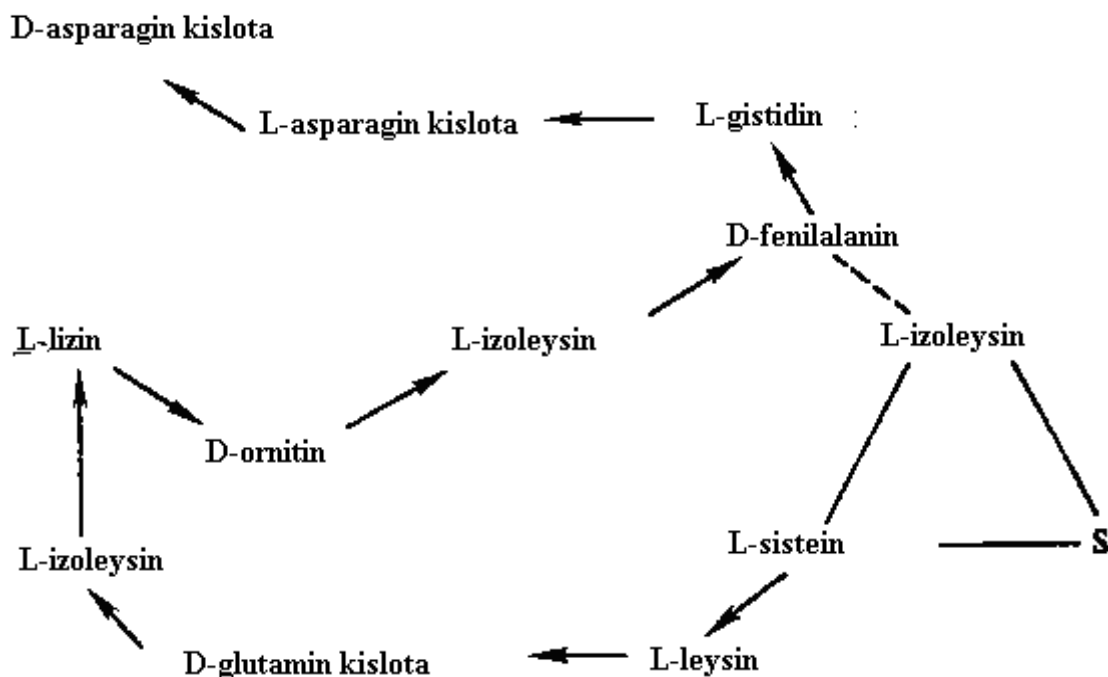 D-asparagin kislota
L-asparagin kislota
L-gistidin
D-fenilalanin
L-lizin
L-izoleysin
L-izoleysin
D-ornitin
L-sistein
S
L-izoleysin
D-glutamin kislota
L-leysin